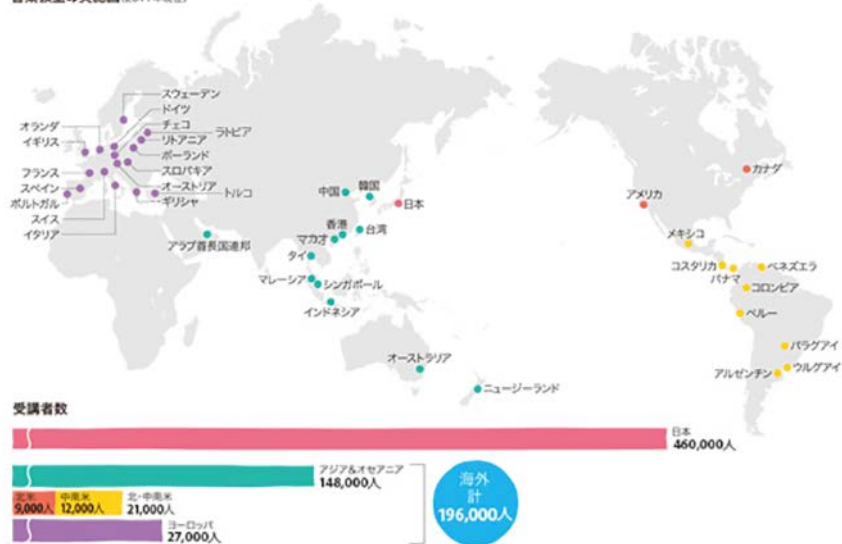 スウェーデン
ドイツ
チェコ
ラトビア
リトアニア
ポーランド
スロバキア
オーストリア
トルコ
ギリシャ
オランダ
イギリス
フランス
スペイン
ポルトガル
スイス
イタリア
アラブ首長国連邦
中国
韓国
日本
香港
台湾
マカオ
タイ
マレーシア
シンガポール
インドネシア
オーストラリア
ニュージーランド
カナダ
アメリカ
メキシコ
コスタリカ
パナマ
ベネズエラ
コロンビア
ペルー
パラグアイ
ウルグアイ
アルゼンチン
受講者数
日本
460,000人
アジア&オセアニア
148,000人
北米
9,000人
中南米
12,000人
北・中南米
21,000人
ヨーロッパ
27,000人
海外
計
196,000人